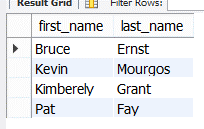 Result Grid Filter Rows:
first_name last_name
Bruce Ernst
Kevin Mourgos
Kimberely Grant
Pat Fay